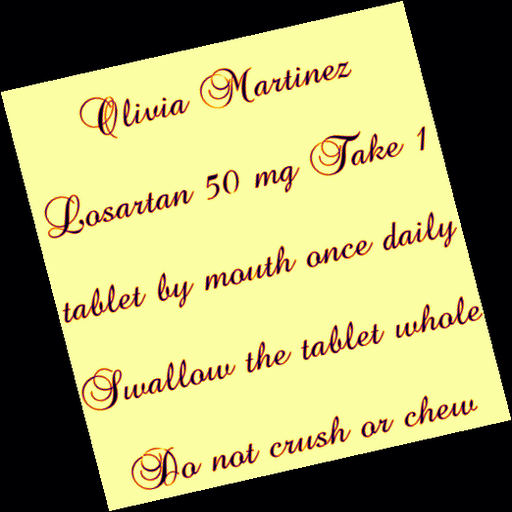 Olivia Martinez
Losartan 50 mg Take 1
tablet by mouth once daily
Swallow the tablet whole
Do not crush or chew